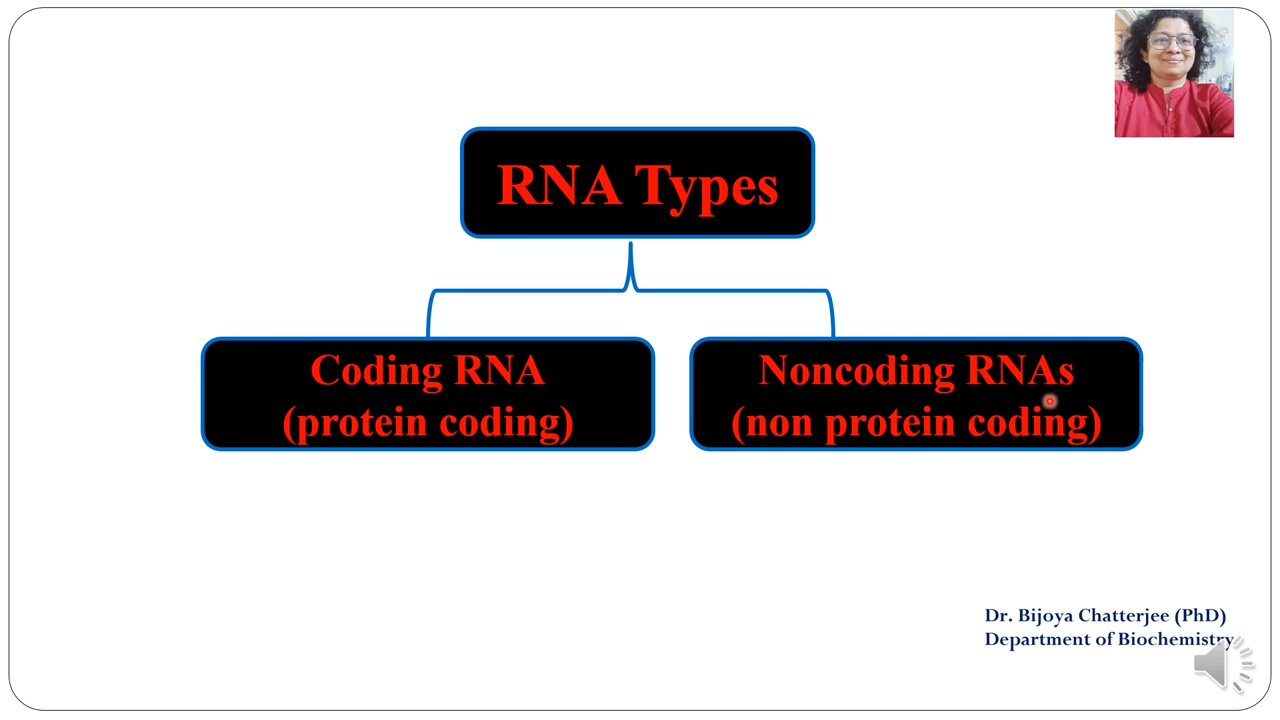 RNA Types
Coding RNA
(protein coding)
Noncoding RNAs
(non protein coding)
Dr. Bijoya Chatterjee (PhD)
Department of Biochemistry